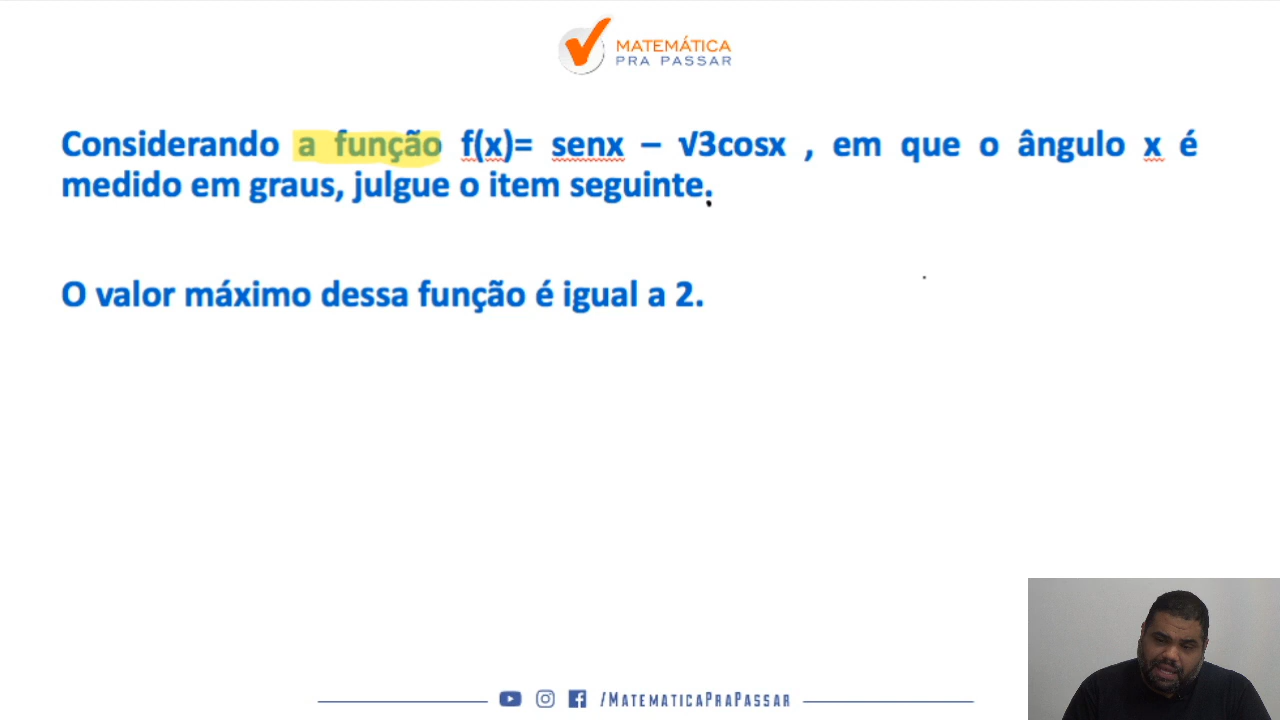 MATEMÁTICA
PRA PASSAR
Considerando a função f(x)= senx – √3cosx , em que o ângulo x é
medido em graus, julgue o item seguinte.
O valor máximo dessa função é igual a 2.
/MATEMATICAPRAPASSAR